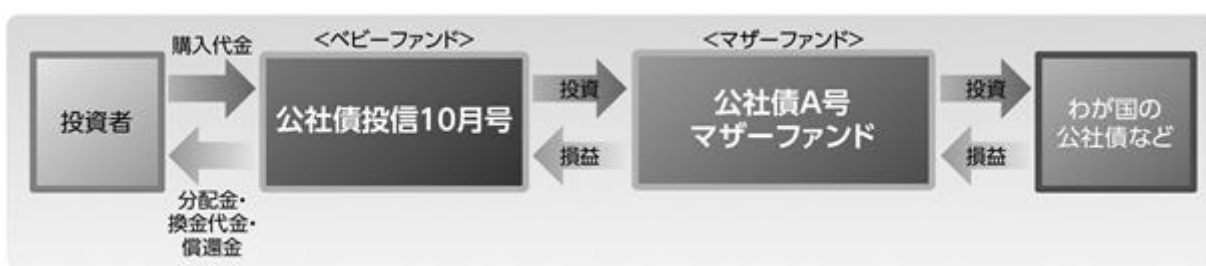 購入代金
<ベビーファンド>
<マザーファンド>
投資者
公社債投信10月号
投資
公社債A号
マザーファンド
投資
わが国の
公社債など
損益
損益
分配金・
換金代金・
償還金